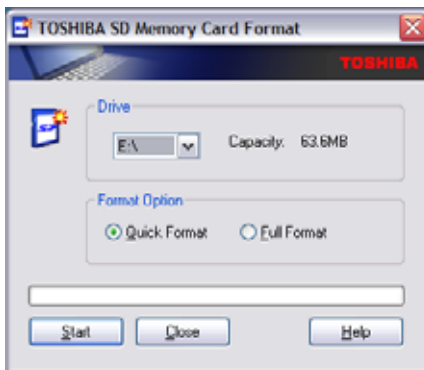 TOSHIBA SD Memory Card Format
TOSHIBA
Drive
E:\ Capacity: 63.6MB
Format Option
Quick Format Full Format
Start Close Help